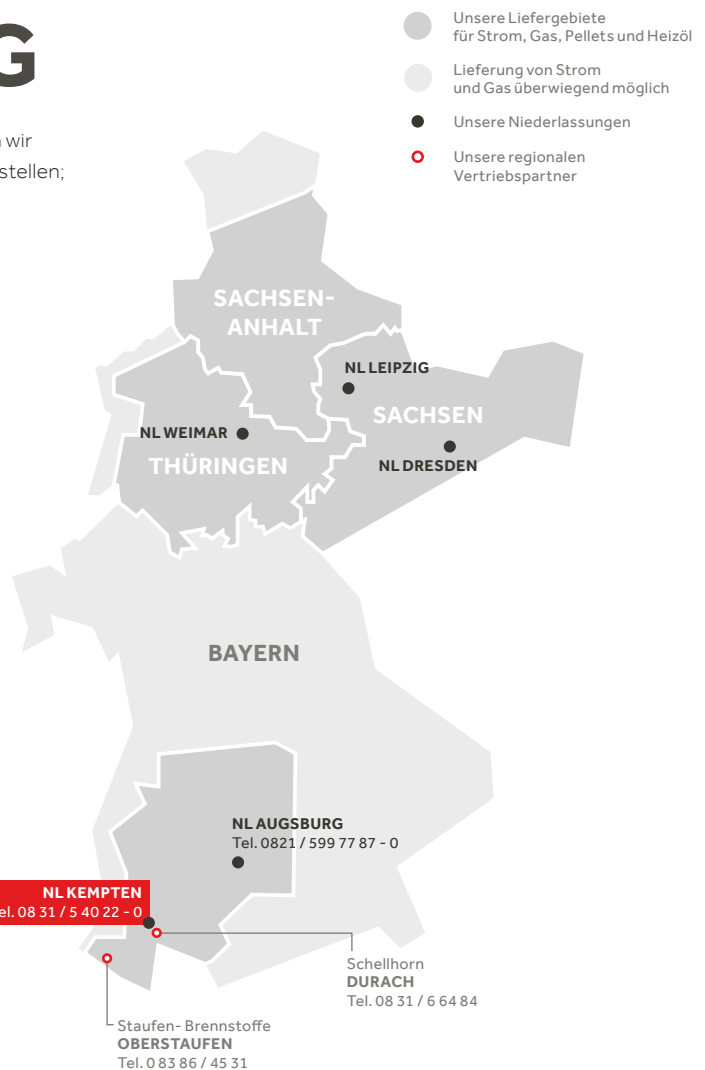 G
wir
stellen;
Unsere Liefergebiete
für Strom, Gas, Pellets und Heizöl
Lieferung von Strom
und Gas überwiegend möglich
Unsere Niederlassungen
Unsere regionalen
Vertriebspartner
SACHSEN-
ANHALT
NL LEIPZIG
SACHSEN
NL WEIMAR
THÜRINGEN
NL DRESDEN
BAYERN
NL AUGSBURG
Tel. 0821 / 599 77 87 - 0
NL KEMPTEN
el. 08 31 / 5 40 22 - 0
Schellhorn
DURACH
Tel. 08 31 / 6 64 84
Staufen- Brennstoffe
OBERSTAUFEN
Tel. 0 83 86 / 45 31